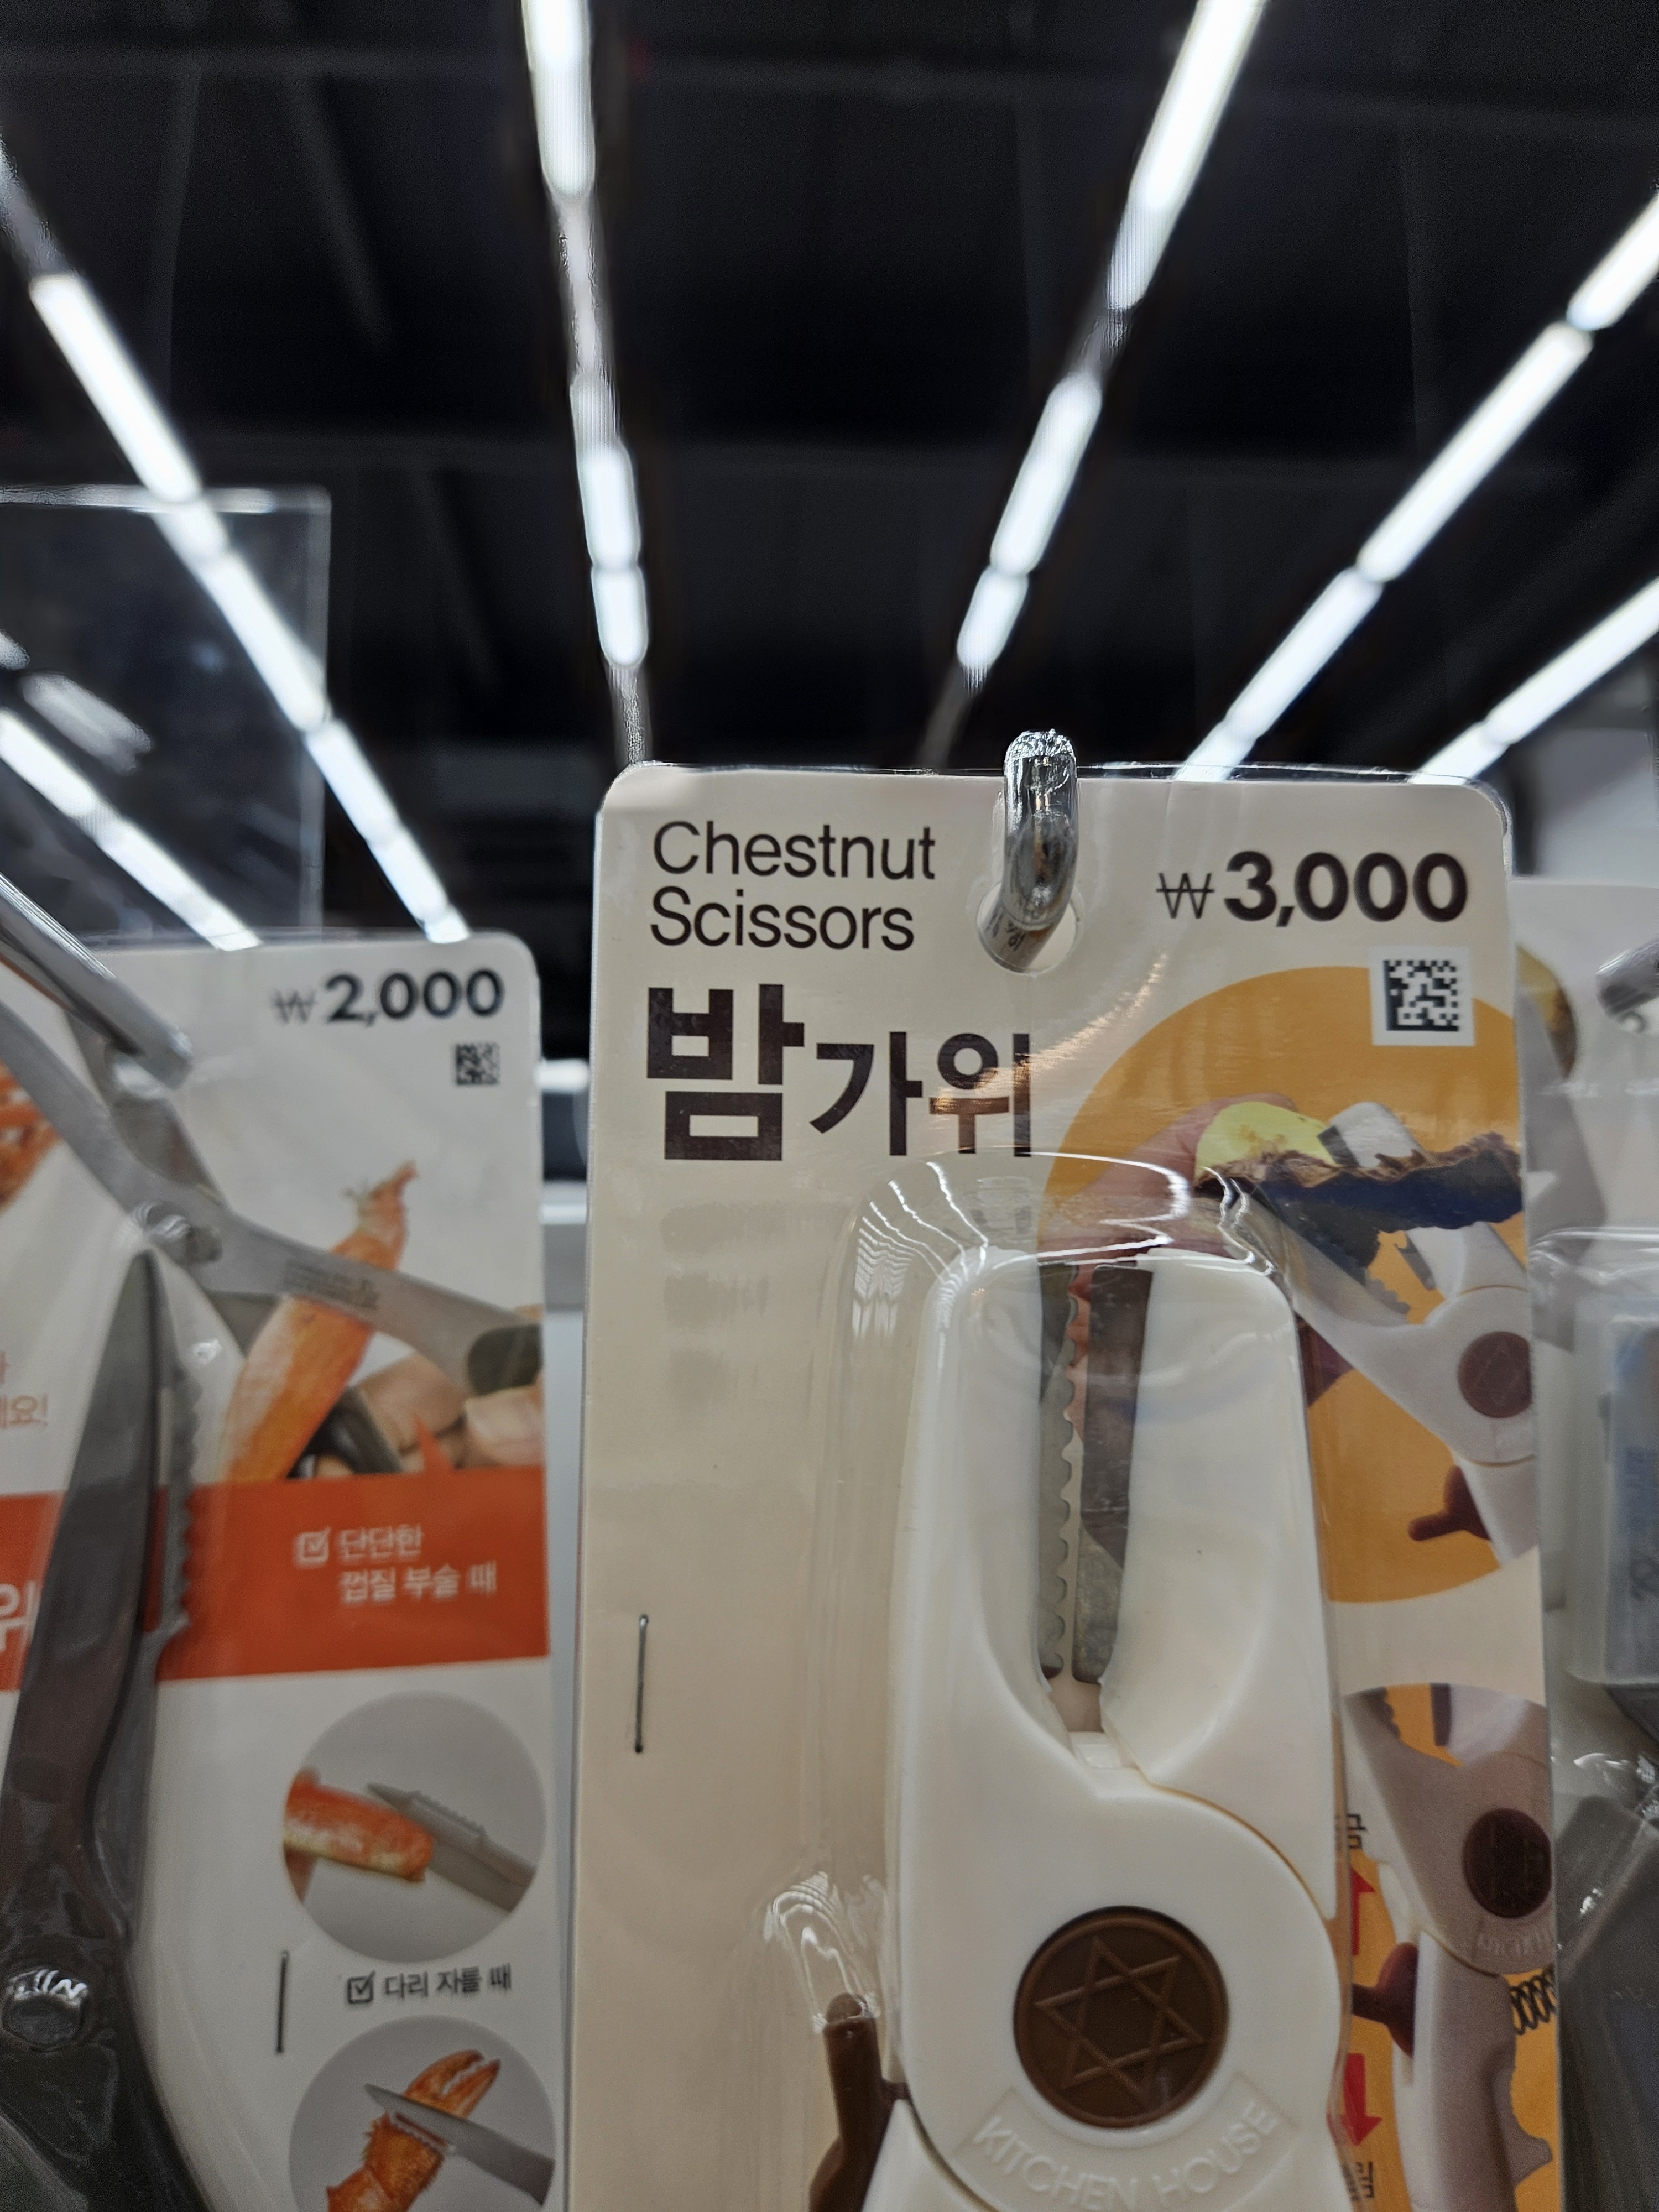 Chestnut
Scissors
₩3,000
밤가위
KITCHEN HOUSE
₩2,000
단단한
껍질 부술 때
다리 자를 때